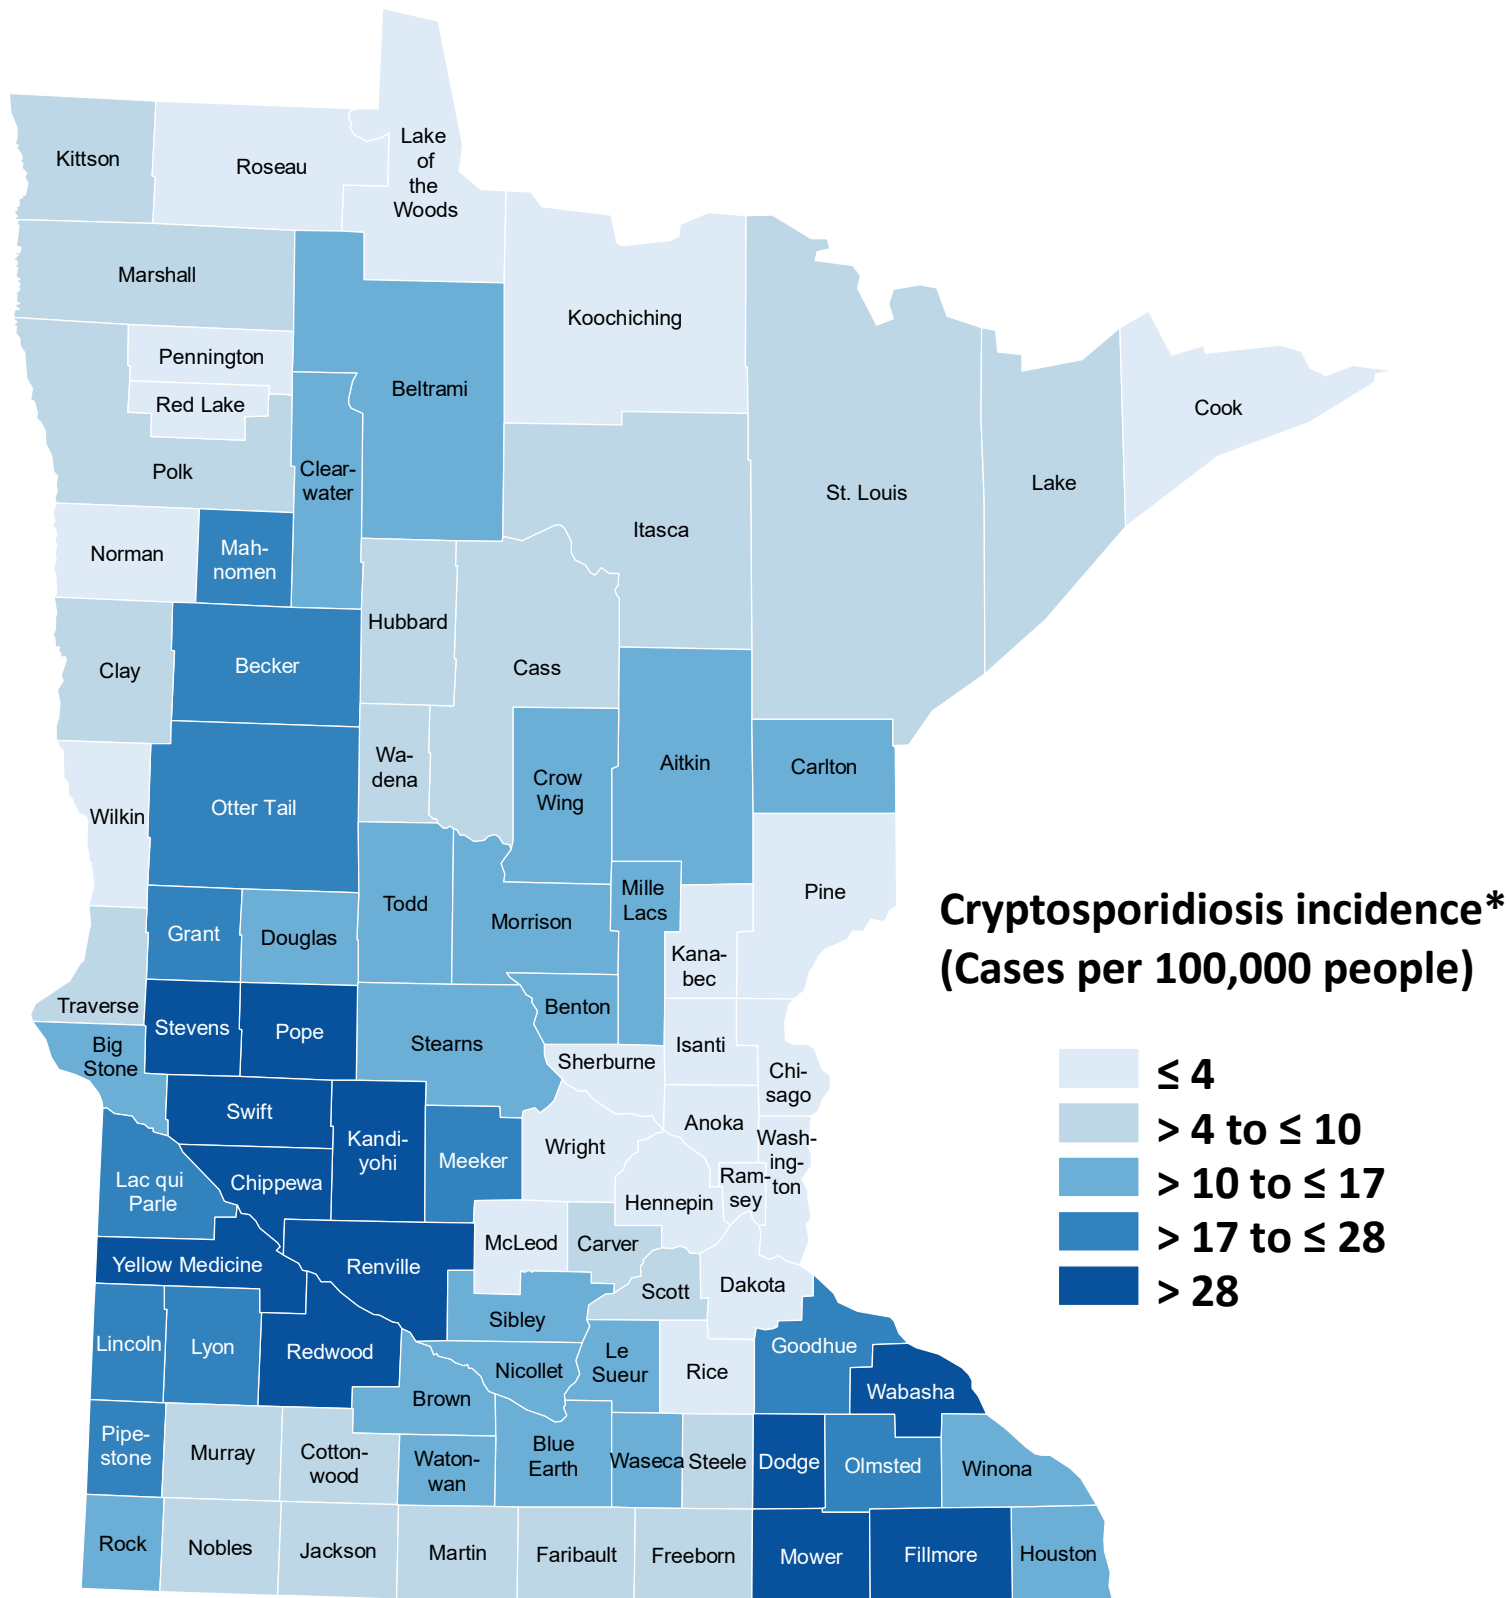 Kittson
Roseau
Lake
of
the
Woods
Marshall
Koochiching
Pennington
Beltrami
Red Lake
Cook
Polk
Clear-
water
St. Louis
Lake
Itasca
Norman
Mah-
nomen
Hubbard
Clay
Becker
Cass
Wa-
dena
Crow
Wing
Aitkin
Carlton
Otter Tail
Wilkin
Todd
Mille
Lacs
Pine
Morrison
Grant
Douglas
Kana-
bec
Cryptosporidiosis incidence*
(Cases per 100,000 people)
Traverse
Stevens
Pope
Benton
Big
Stone
Stearns
Isanti
Sherburne
Chi-
sago
≤ 4
Swift
Kandi-
yohi
Anoka
> 4 to ≤ 10
Wright
Wash-
ing-
ton
Meeker
Lac qui
Parle
Chippewa
Ram-
sey
Hennepin
> 10 to ≤ 17
McLeod
Carver
> 17 to ≤ 28
Yellow Medicine
Renville
Scott
Dakota
> 28
Sibley
Lincoln
Lyon
Redwood
Le
Sueur
Goodhue
Nicollet
Rice
Brown
Wabasha
Pipe-
stone
Murray
Cotton-
wood
Waton-
wan
Blue
Earth
Waseca
Steele
Dodge
Olmsted
Winona
Rock
Nobles
Jackson
Martin
Faribault
Freeborn
Mower
Fillmore
Houston